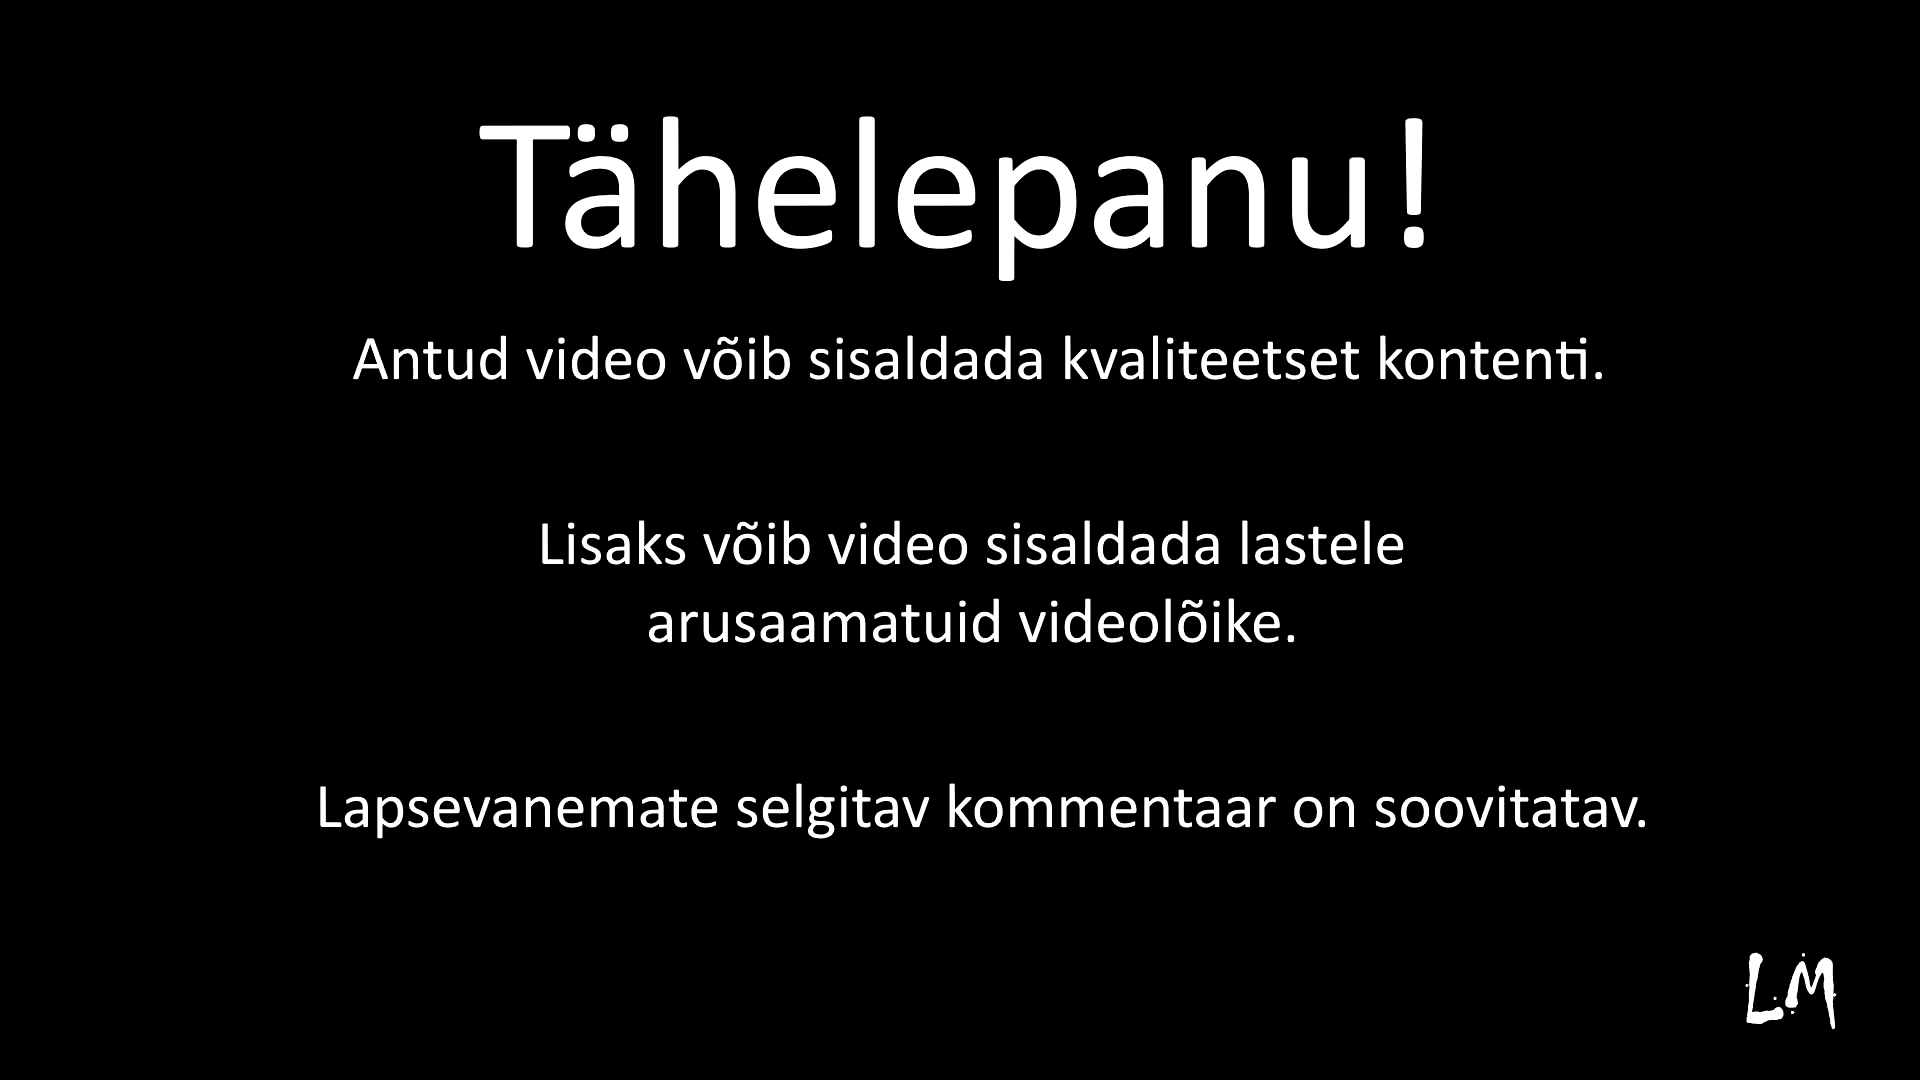 Tähelepanu!
Antud video võib sisaldada kvaliteetset kontenti.
Lisaks võib video sisaldada lastele
arusaamatuid videolõike.
Lapsevanemate selgitav kommentaar on soovitatav.
LM